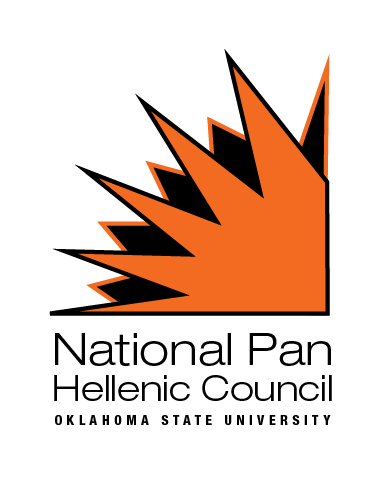 National Pan
Hellenic Council
OKLAHOMA STATE UNIVERSITY